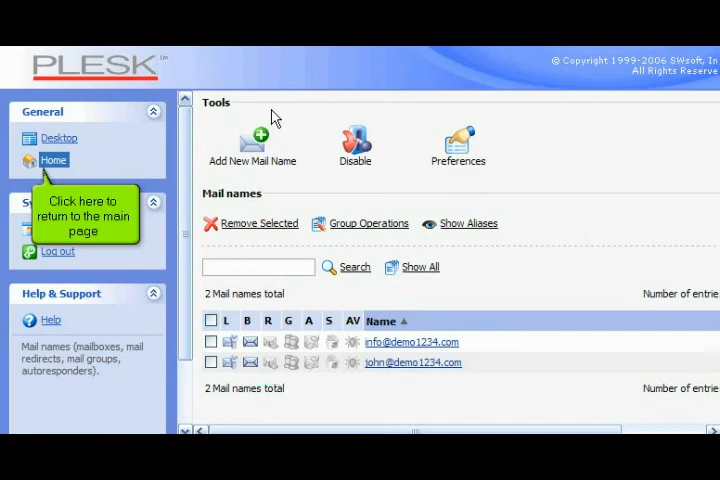 PLESK™
© Copyright 1999-2006 SWsoft, In
All Rights Reserve
General
Desktop
Home
Click here to
return to the main
page
Sy
Log out
Help & Support
Help
Mail names (mailboxes, mail
redirects, mail groups,
autoresponders).
Tools
Add New Mail Name
Disable
Preferences
Mail names
Remove Selected
Group Operations
Show Aliases
Search
Show All
2 Mail names total
Number of entrie
L B R G A S AV Name
info@demo1234.com
john@demo1234.com
2 Mail names total
Number of entrie